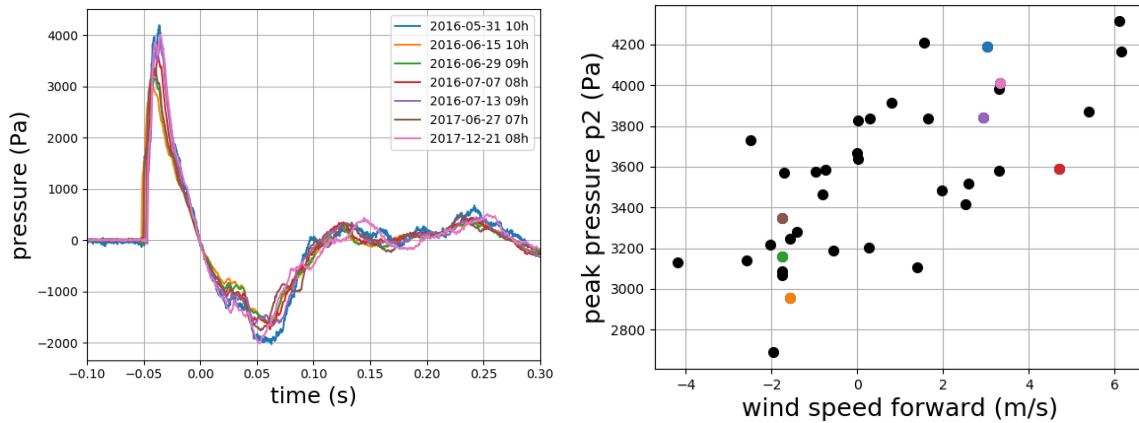 pressure (Pa)
4000
3000
2000
1000
0
−1000
−2000
2016-05-31 10h
2016-06-15 10h
2016-06-29 09h
2016-07-07 08h
2016-07-13 09h
2017-06-27 07h
2017-12-21 08h
−0.10
−0.05
0.00
0.05
0.10
0.15
0.20
0.25
0.30
time (s)
peak pressure p2 (Pa)
4200
4000
3800
3600
3400
3200
3000
2800
−4
−2
0
2
4
6
wind speed forward (m/s)